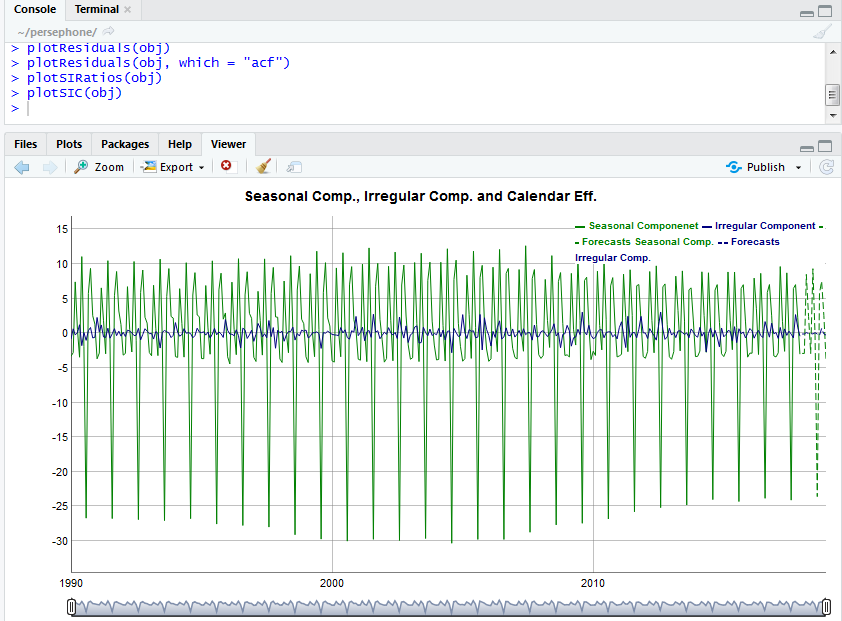 Console Terminal ×
~/persephone/
> plotResiduals(obj)
> plotResiduals(obj, which = "acf")
> plotSIRatios(obj)
> plotSIC(obj)
>
Files Plots Packages Help Viewer
Zoom Export Publish
Seasonal Comp., Irregular Comp. and Calendar Eff.
Seasonal Componenet Irregular Component
Forecasts Seasonal Comp. Forecasts
Irregular Comp.
15
10
5
0
-5
-10
-15
-20
-25
-30
1990 2000 2010